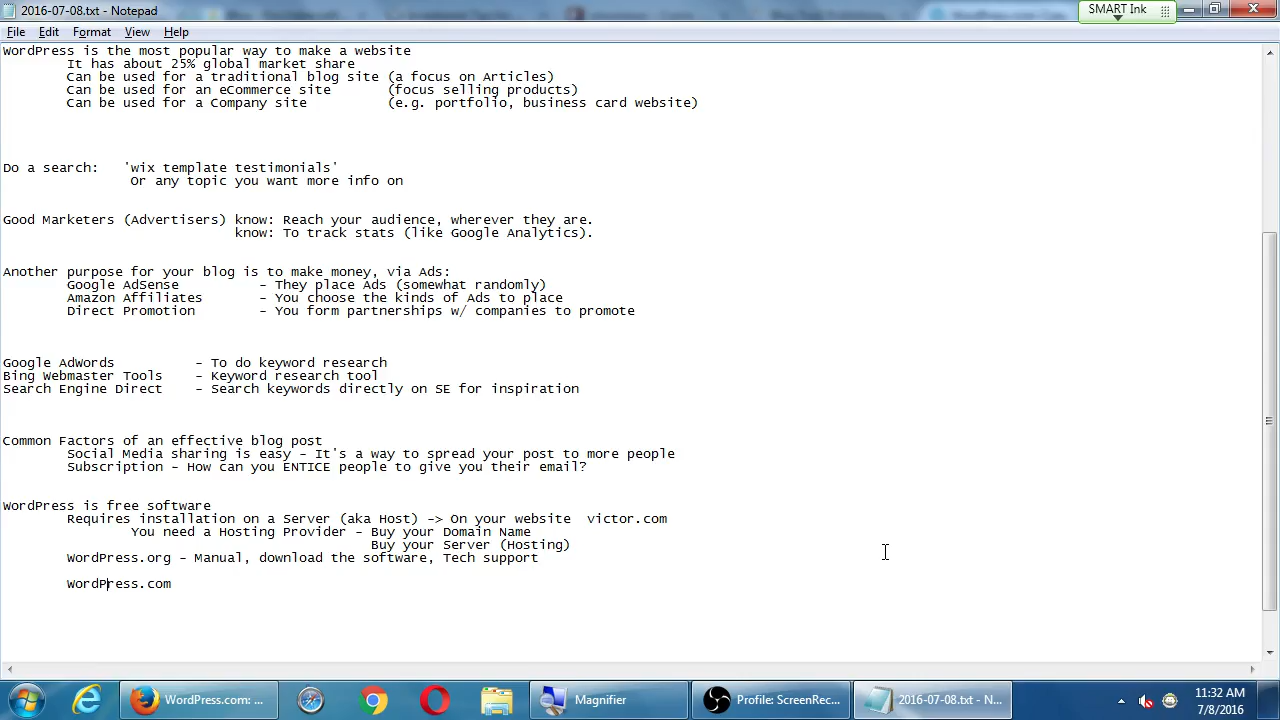 2016-07-08.txt - Notepad
SMART Ink
File Edit Format View Help
WordPress is the most popular way to make a website
It has about 25% global market share
Can be used for a traditional blog site (a focus on Articles)
Can be used for an eCommerce site (focus selling products)
Can be used for a Company site (e.g. portfolio, business card website)
Do a search: 'wix template testimonials'
Or any topic you want more info on
Good Marketers (Advertisers) know: Reach your audience, wherever they are.
know: To track stats (like Google Analytics).
Another purpose for your blog is to make money, via Ads:
Google AdSense - They place Ads (somewhat randomly)
Amazon Affiliates - You choose the kinds of Ads to place
Direct Promotion - You form partnerships w/ companies to promote
Google AdWords - To do keyword research
Bing Webmaster Tools - Keyword research tool
Search Engine Direct - Search keywords directly on SE for inspiration
Common Factors of an effective blog post
Social Media sharing is easy - It's a way to spread your post to more people
Subscription - How can you ENTICE people to give you their email?
WordPress is free software
Requires installation on a Server (aka Host) -> On your website victor.com
You need a Hosting Provider - Buy your Domain Name
Buy your Server (Hosting)
WordPress.org - Manual, download the software, Tech support
WordPress.com
WordPress.com: ... Magnifier Profile: ScreenRec... 2016-07-08.txt - N... 11:32 AM
7/8/2016